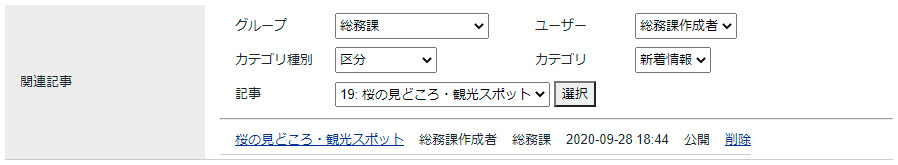 関連記事
グループ 総務課 ユーザー 総務課作成者
カテゴリ種別 区分 カテゴリ 新着情報
記事 19: 桜の見どころ・観光スポット 選択
桜の見どころ・観光スポット 総務課作成者 総務課 2020-09-28 18:44 公開 削除